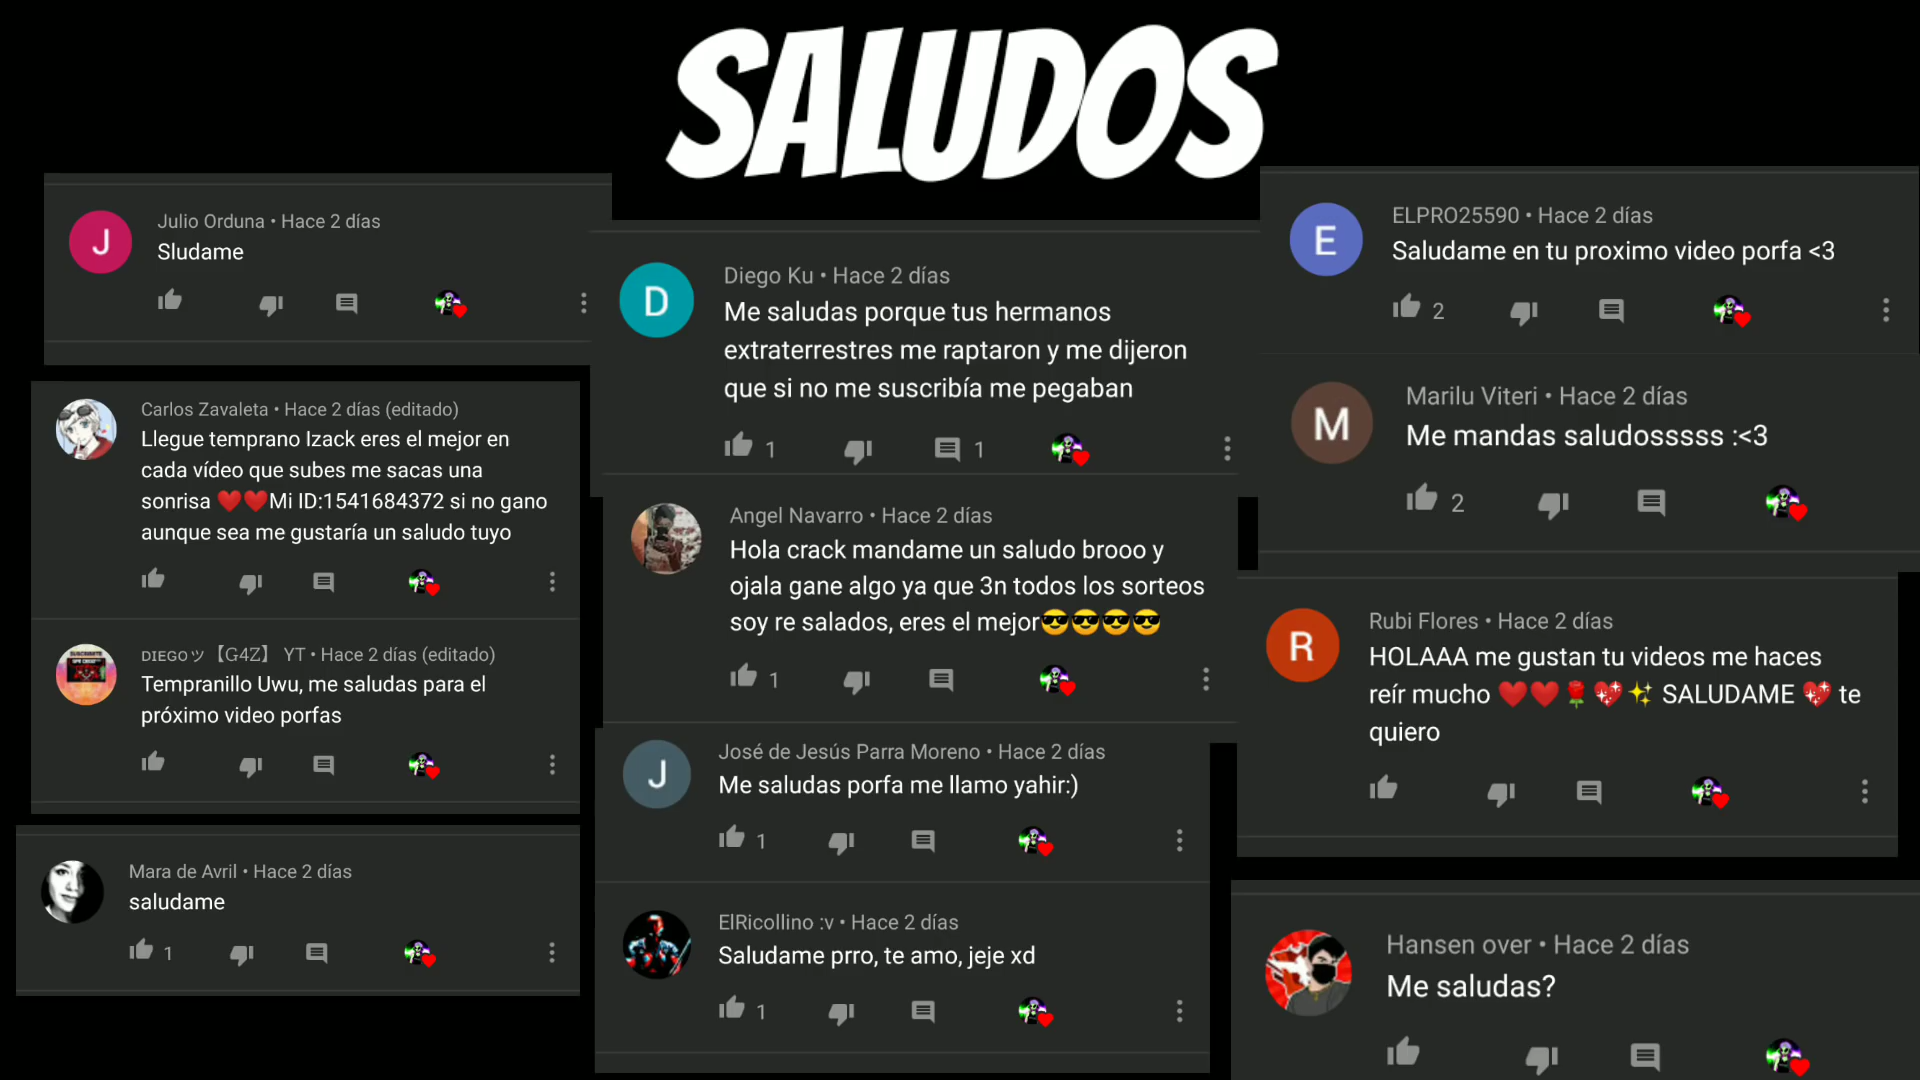 SALUDOS
J
Julio Orduna • Hace 2 días
Sludame
Carlos Zavaleta • Hace 2 días (editado)
Llegue temprano Izack eres el mejor en
cada vídeo que subes me sacas una
sonrisa ❤️❤️Mi ID:1541684372 si no gano
aunque sea me gustaría un saludo tuyo
ᴅɪᴇɢᴏツ【G4Z】 YT • Hace 2 días (editado)
Tempranillo Uwu, me saludas para el
próximo video porfas
Mara de Avril • Hace 2 días
saludame
1
D
Diego Ku • Hace 2 días
Me saludas porque tus hermanos
extraterrestres me raptaron y me dijeron
que si no me suscribía me pegaban
1 1
Angel Navarro • Hace 2 días
Hola crack mandame un saludo brooo y
ojala gane algo ya que 3n todos los sorteos
soy re salados, eres el mejor😎😎😎😎
1
J
José de Jesús Parra Moreno • Hace 2 días
Me saludas porfa me llamo yahir:)
1
ElRicollino :v • Hace 2 días
Saludame prro, te amo, jeje xd
1
E
ELPRO25590 • Hace 2 días
Saludame en tu proximo video porfa <3
2
M
Marilu Viteri • Hace 2 días
Me mandas saludosssss :<3
2
R
Rubi Flores • Hace 2 días
HOLAAA me gustan tu videos me haces
reír mucho ❤️❤️🌹💖✨ SALUDAME 💖 te
quiero
Hansen over • Hace 2 días
Me saludas?